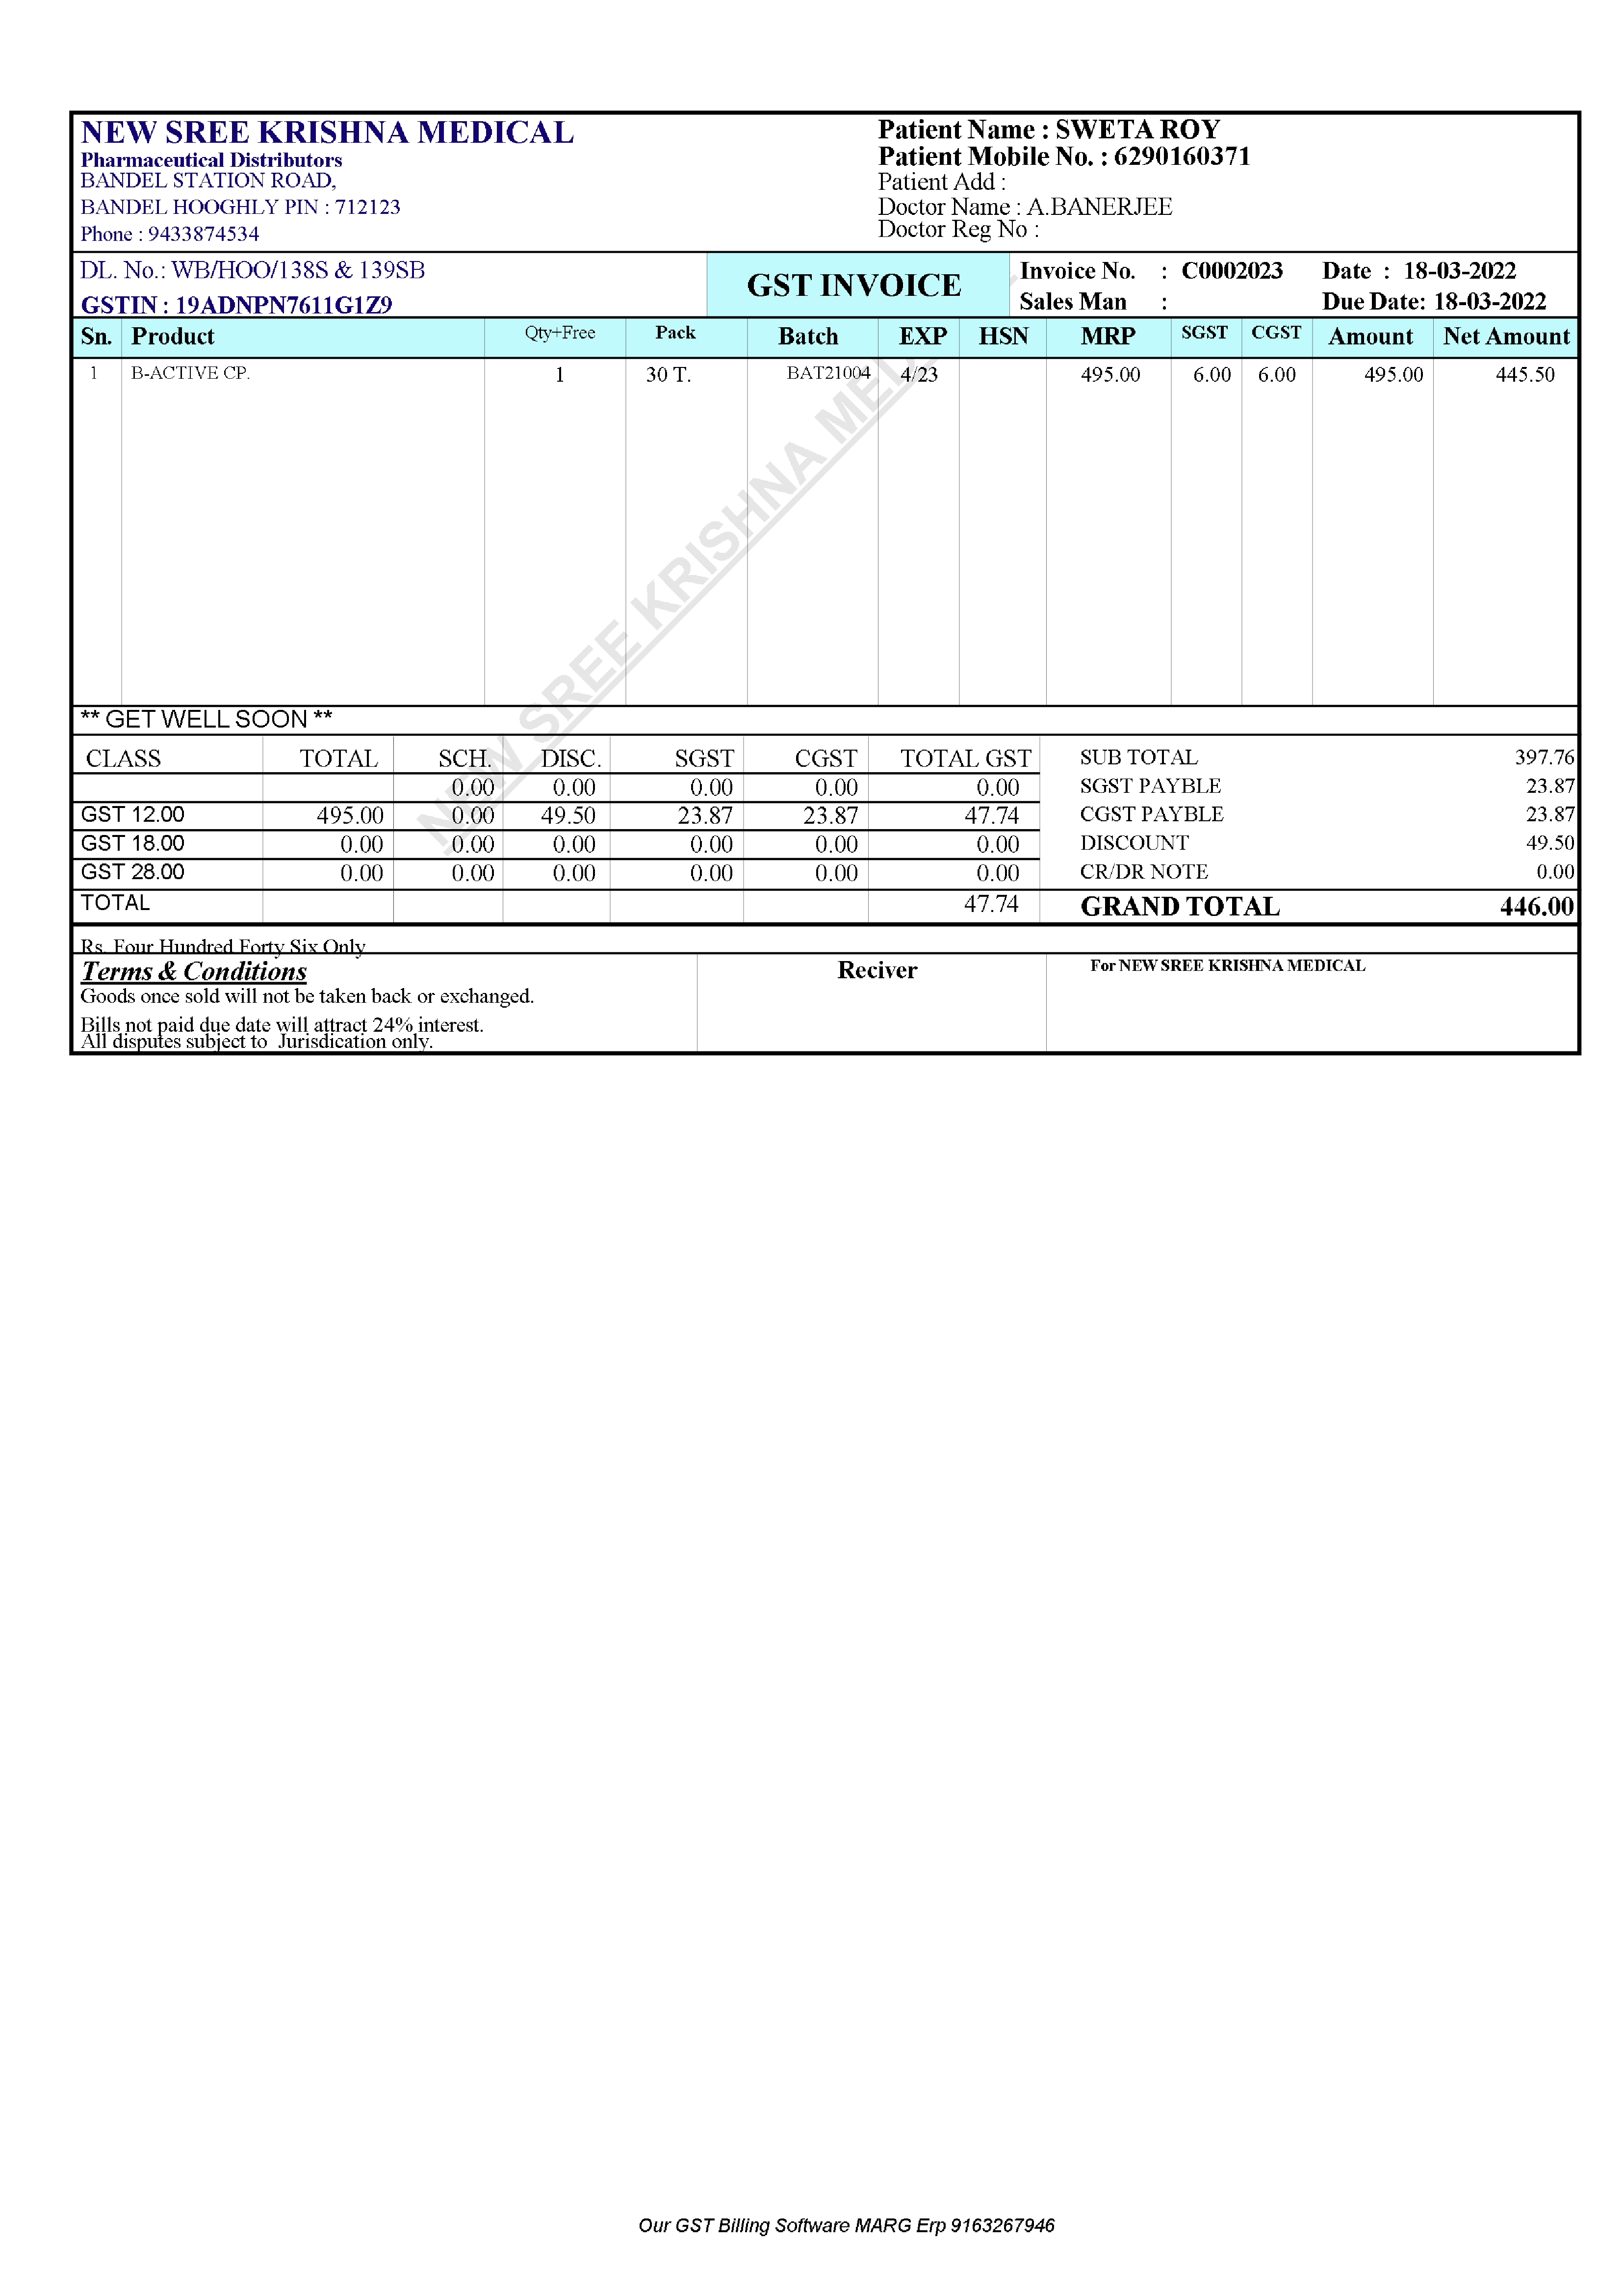 NEW SREE KRISHNA MEDICAL
Pharmaceutical Distributors
BANDEL STATION ROAD,
BANDEL HOOGHLY PIN : 712123
Phone : 9433874534
Patient Name : SWETA ROY
Patient Mobile No. : 6290160371
Patient Add :
Doctor Name : A.BANERJEE
Doctor Reg No :
DL. No.: WB/HOO/138S & 139SB
GSTIN : 19ADNPN7611G1Z9
GST INVOICE
Invoice No. : C0002023 Date : 18-03-2022
Sales Man : Due Date: 18-03-2022
Sn. Product Qty+Free Pack Batch EXP HSN MRP SGST CGST Amount Net Amount
1 B-ACTIVE CP. 1 30 T. BAT21004 4/23 495.00 6.00 6.00 495.00 445.50
NEW SREE KRISHNA
** GET WELL SOON **
CLASS TOTAL SCH. DISC. SGST CGST TOTAL GST
0.00 0.00 0.00 0.00 0.00
GST 12.00 495.00 0.00 49.50 23.87 23.87 47.74
GST 18.00 0.00 0.00 0.00 0.00 0.00 0.00
GST 28.00 0.00 0.00 0.00 0.00 0.00 0.00
TOTAL 47.74
SUB TOTAL 397.76
SGST PAYBLE 23.87
CGST PAYBLE 23.87
DISCOUNT 49.50
CR/DR NOTE 0.00
GRAND TOTAL 446.00
Rs. Four Hundred Forty Six Only
Terms & Conditions
Goods once sold will not be taken back or exchanged.
Bills not paid due date will attract 24% interest.
All disputes subject to Jurisdication only.
Reciver
For NEW SREE KRISHNA MEDICAL
Our GST Billing Software MARG Erp 9163267946